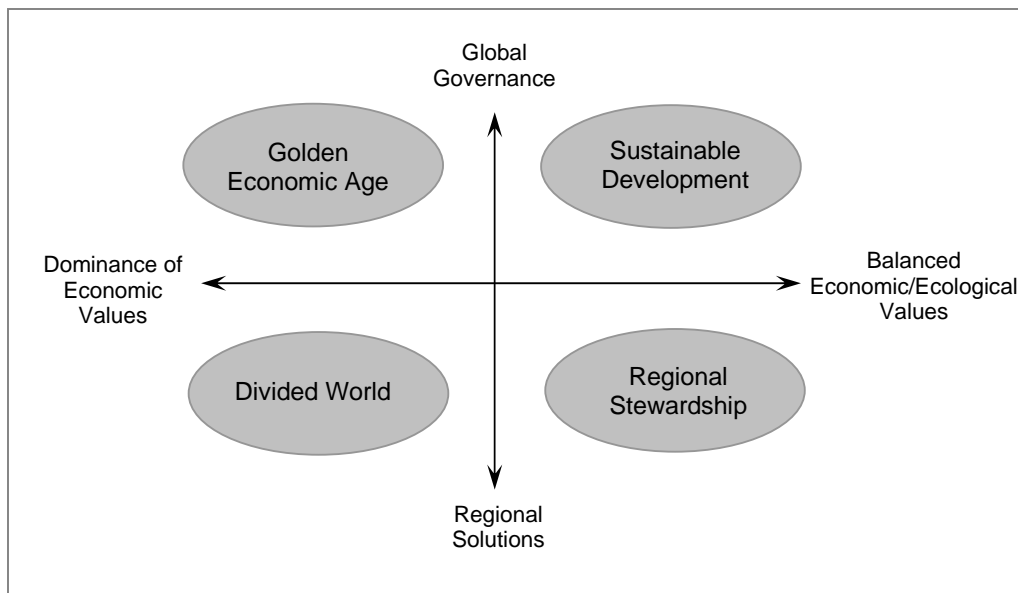 Global
Governance
Golden
Economic Age
Sustainable
Development
Dominance of
Economic
Values
Balanced
Economic/Ecological
Values
Divided World
Regional
Stewardship
Regional
Solutions